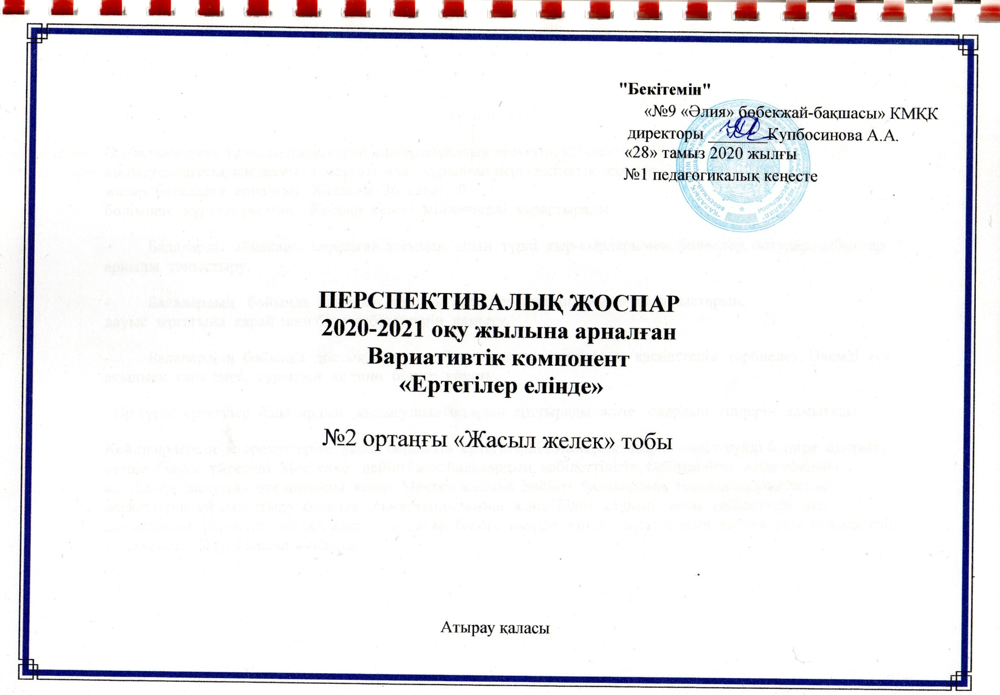 "Бекітемін"
«№9 «Әлия» бөбекжай-бақшасы» КМҚК
директоры Купбосинова А.А.
«28» тамыз 2020 жылғы
№1 педагогикалық кеңесте
ПЕРСПЕКТИВАЛЫҚ ЖОСПАР
2020-2021 оқу жылына арналған
Вариативтік компонент
«Ертегілер елінде»
№2 ортаңғы «Жасыл желек» тобы
Атырау қаласы